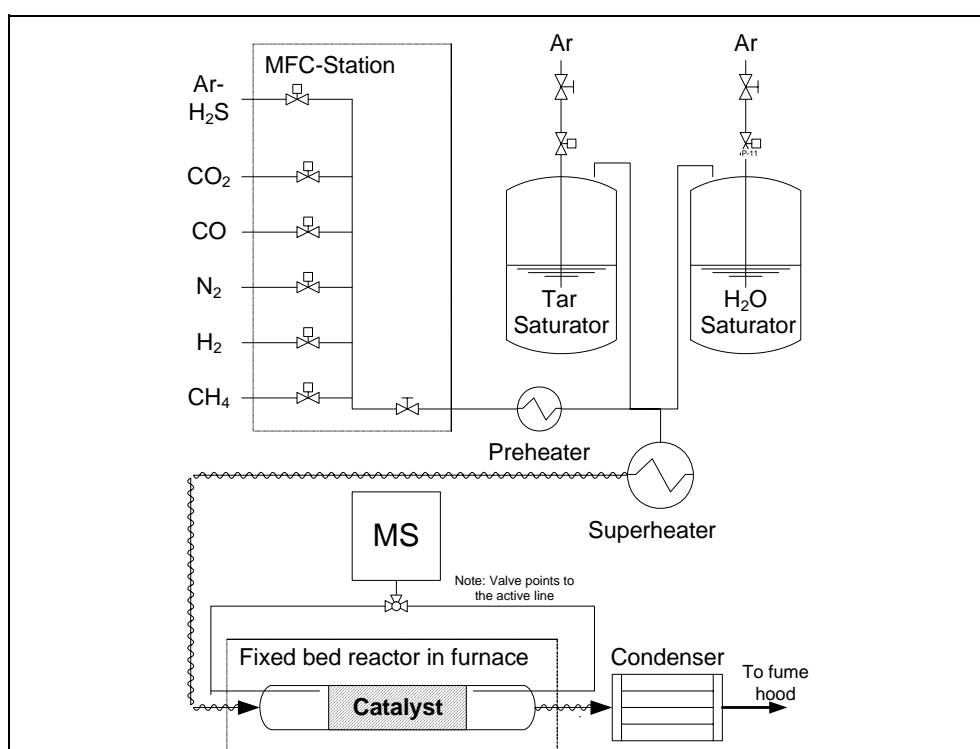 MFC-Station
Ar-
H₂S
CO₂
CO
N₂
H₂
CH₄
Ar
Ar
P-11
Tar
Saturator
H₂O
Saturator
Preheater
Superheater
MS
Note: Valve points to
the active line
Fixed bed reactor in furnace
Catalyst
Condenser
To fume
hood